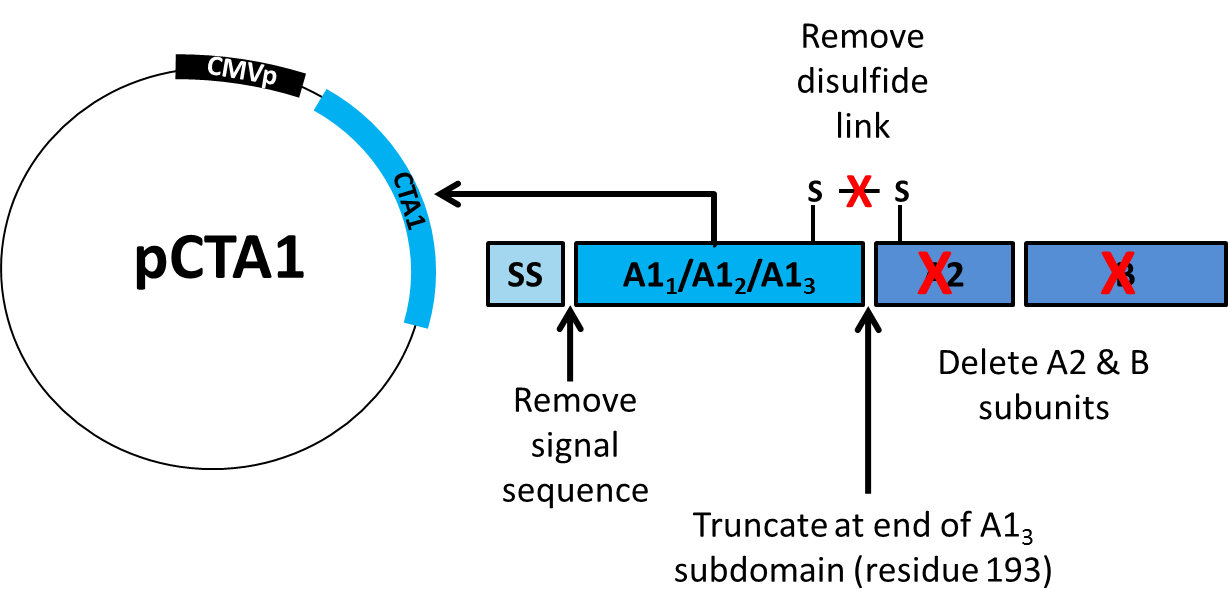 CMVp
CTA1
pCTA1
Remove
disulfide
link
S
S
SS
A1₁/A1₂/A1₃
2
Remove
signal
sequence
Delete A2 & B
subunits
Truncate at end of A1₃
subdomain (residue 193)